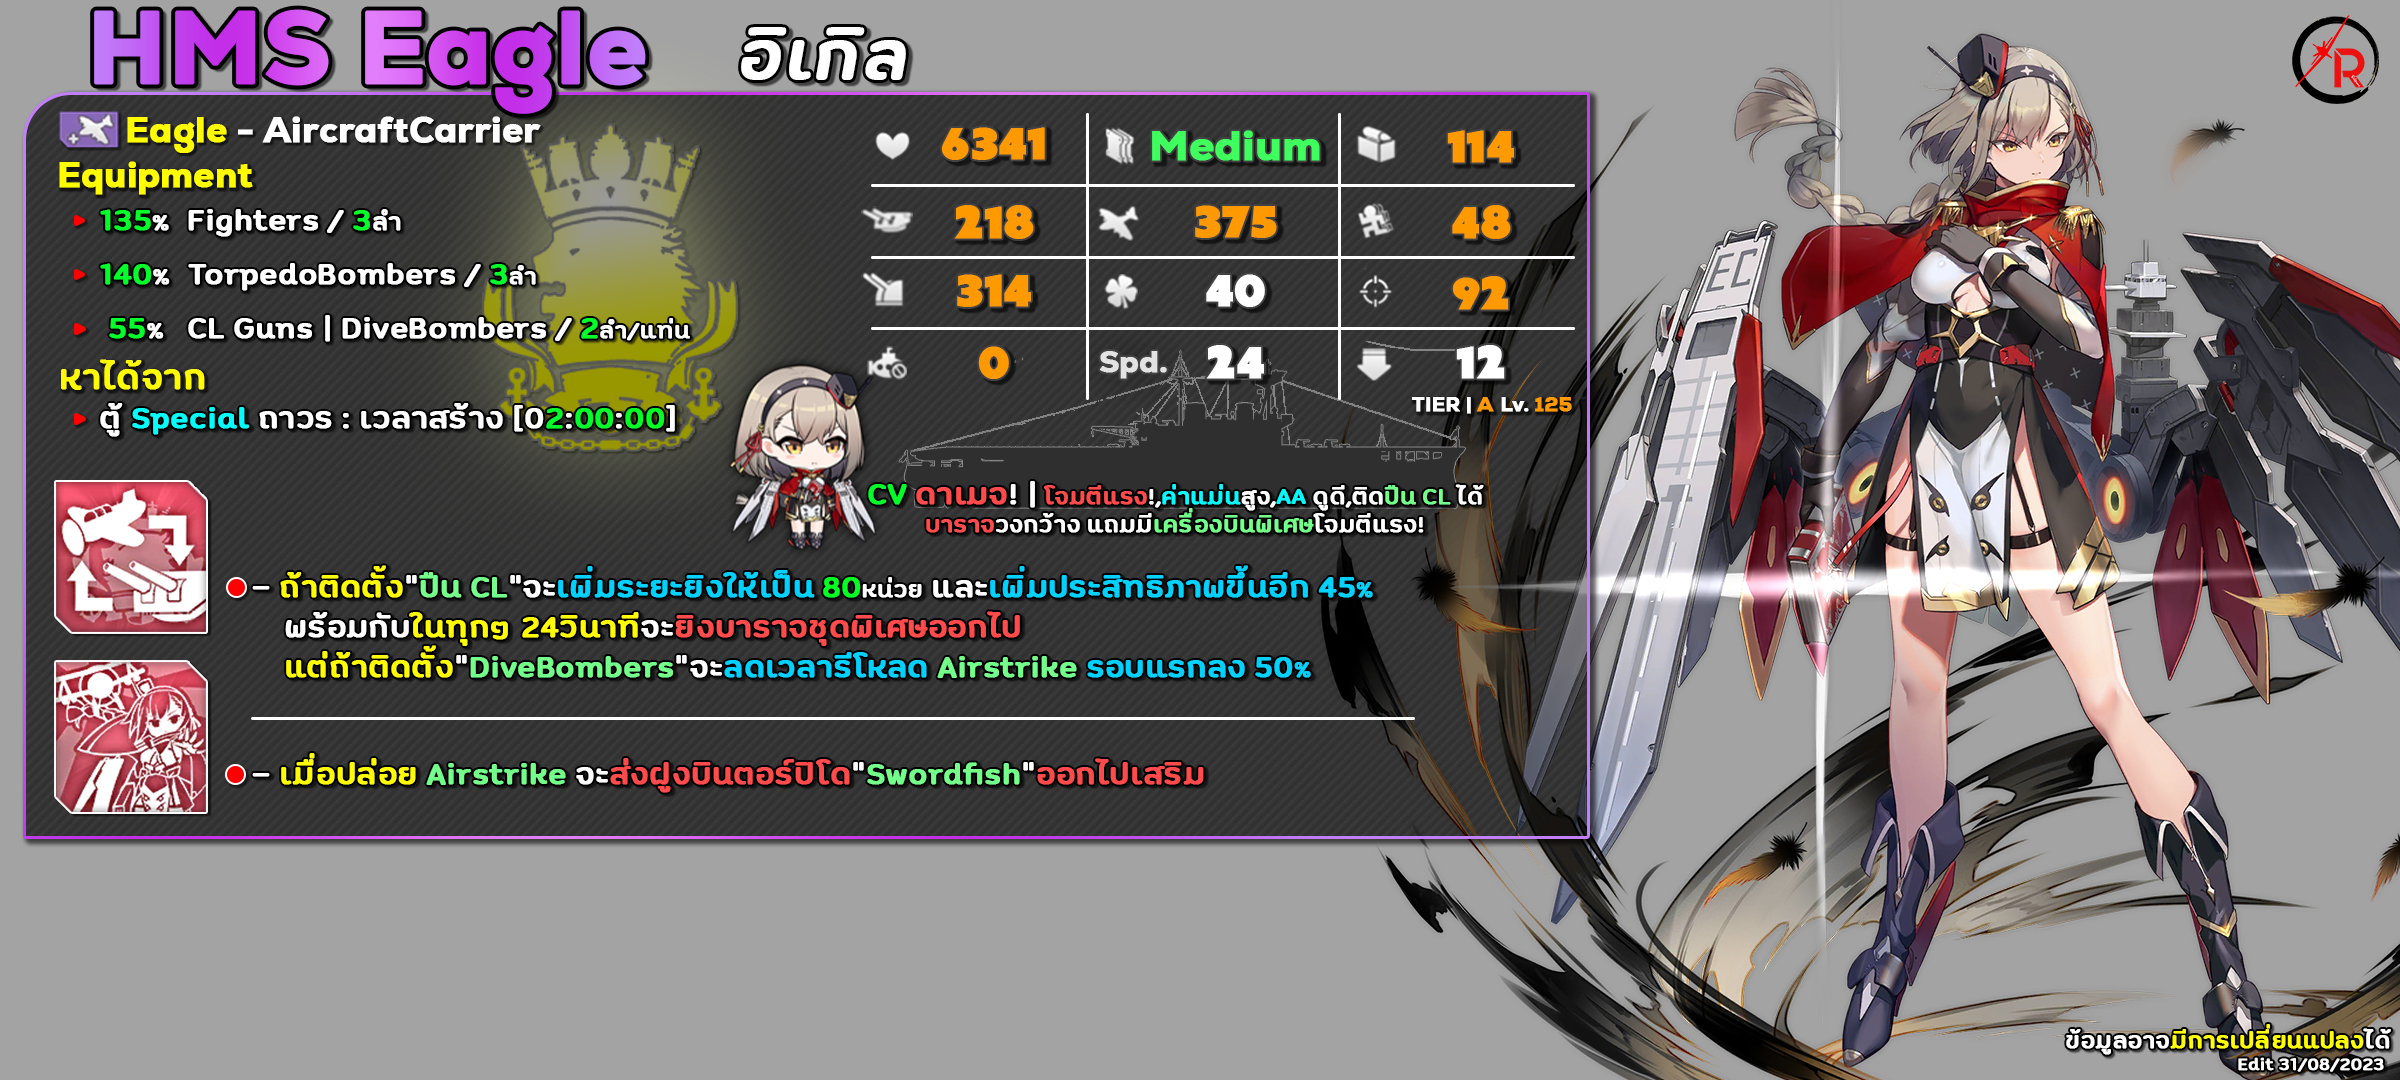 HMS Eagle อิเกิล
R
Eagle - AircraftCarrier
Equipment
135% Fighters / 3ลำ
140% TorpedoBombers / 3ลำ
55% CL Guns | DiveBombers / 2ลำ/แท่น
หาได้จาก
ตู้ Special ถาวร : เวลาสร้าง [02:00:00]
6341 Medium 114
218 375 48
314 40 92
0 Spd. 24 12
TIER | A Lv. 125
EC
CV ดาเมจ! | โจมตีแรง!,ค่าแม่นสูง,AA ดูดี,ติดปืน CL ได้
บาราจวงกว้าง แถมมีเครื่องบินพิเศษโจมตีแรง!
- ถ้าติดตั้ง"ปืน CL"จะเพิ่มระยะยิงให้เป็น 80หน่วย และเพิ่มประสิทธิภาพขึ้นอีก 45%
พร้อมกับในทุกๆ 24วินาทีจะยิงบาราจชุดพิเศษออกไป
แต่ถ้าติดตั้ง"DiveBombers"จะลดเวลารีโหลด Airstrike รอบแรกลง 50%
- เมื่อปล่อย Airstrike จะส่งฝูงบินตอร์ปิโด"Swordfish"ออกไปเสริม
ข้อมูลอาจมีการเปลี่ยนแปลงได้
Edit 31/08/2023